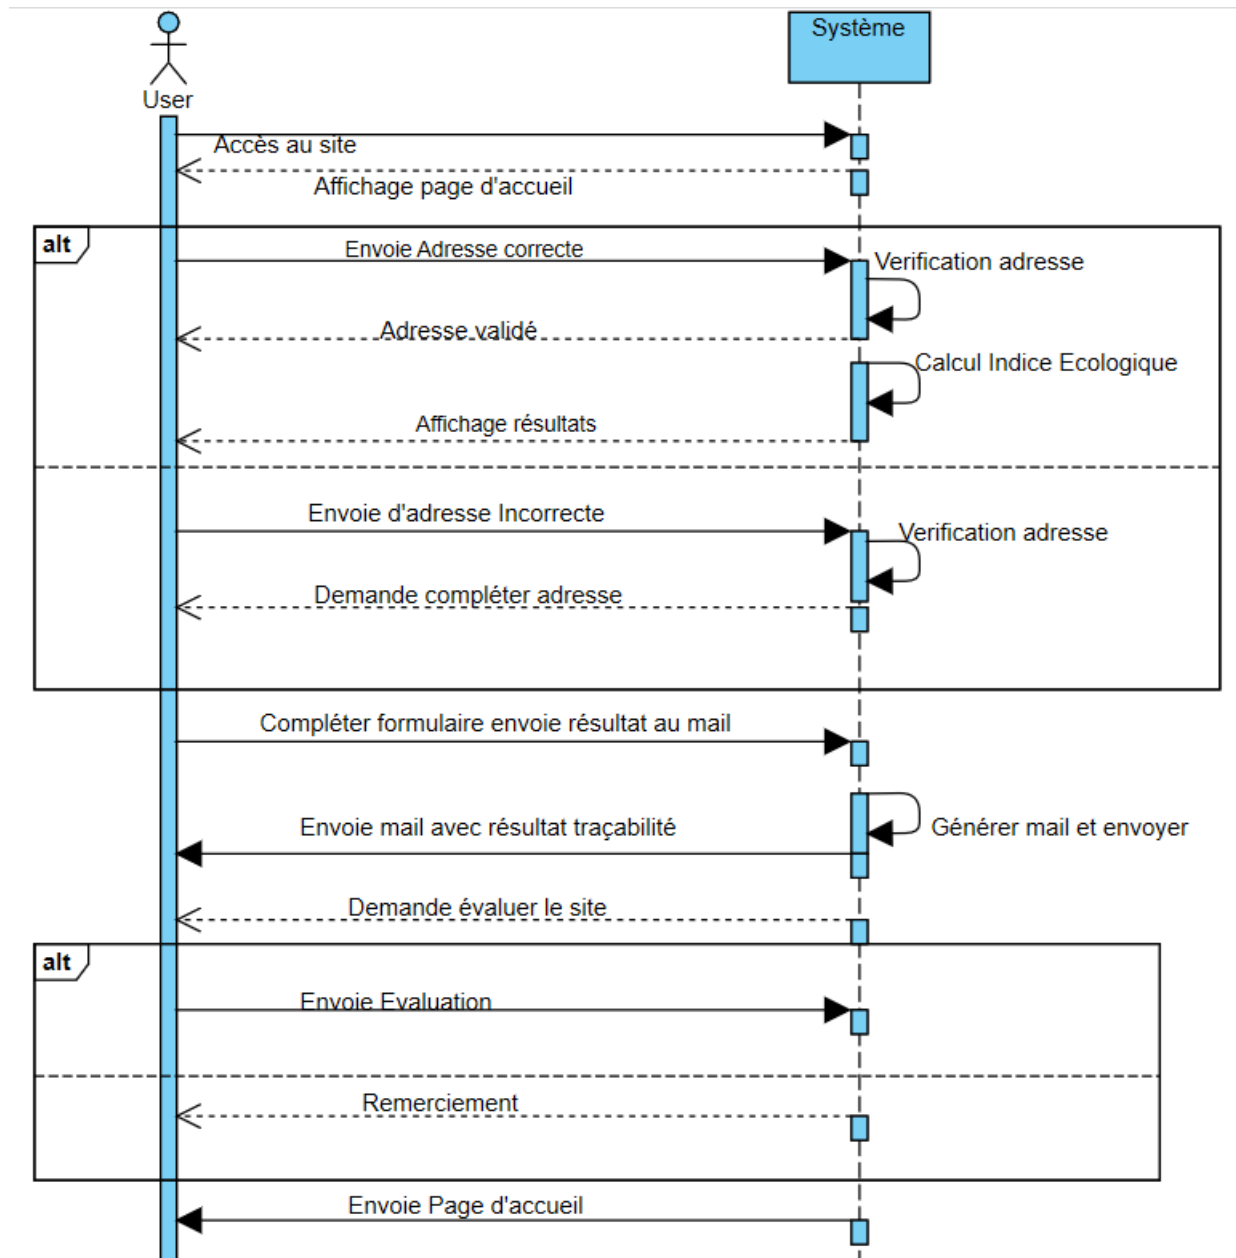 Système
User
Accès au site
Affichage page d'accueil
alt
Envoie Adresse correcte
Verification adresse
Adresse validé
Calcul Indice Ecologique
Affichage résultats
Envoie d'adresse Incorrecte
Verification adresse
Demande compléter adresse
Compléter formulaire envoie résultat au mail
Envoie mail avec résultat traçabilité
Générer mail et envoyer
Demande évaluer le site
alt
Envoie Evaluation
Remerciement
Envoie Page d'accueil